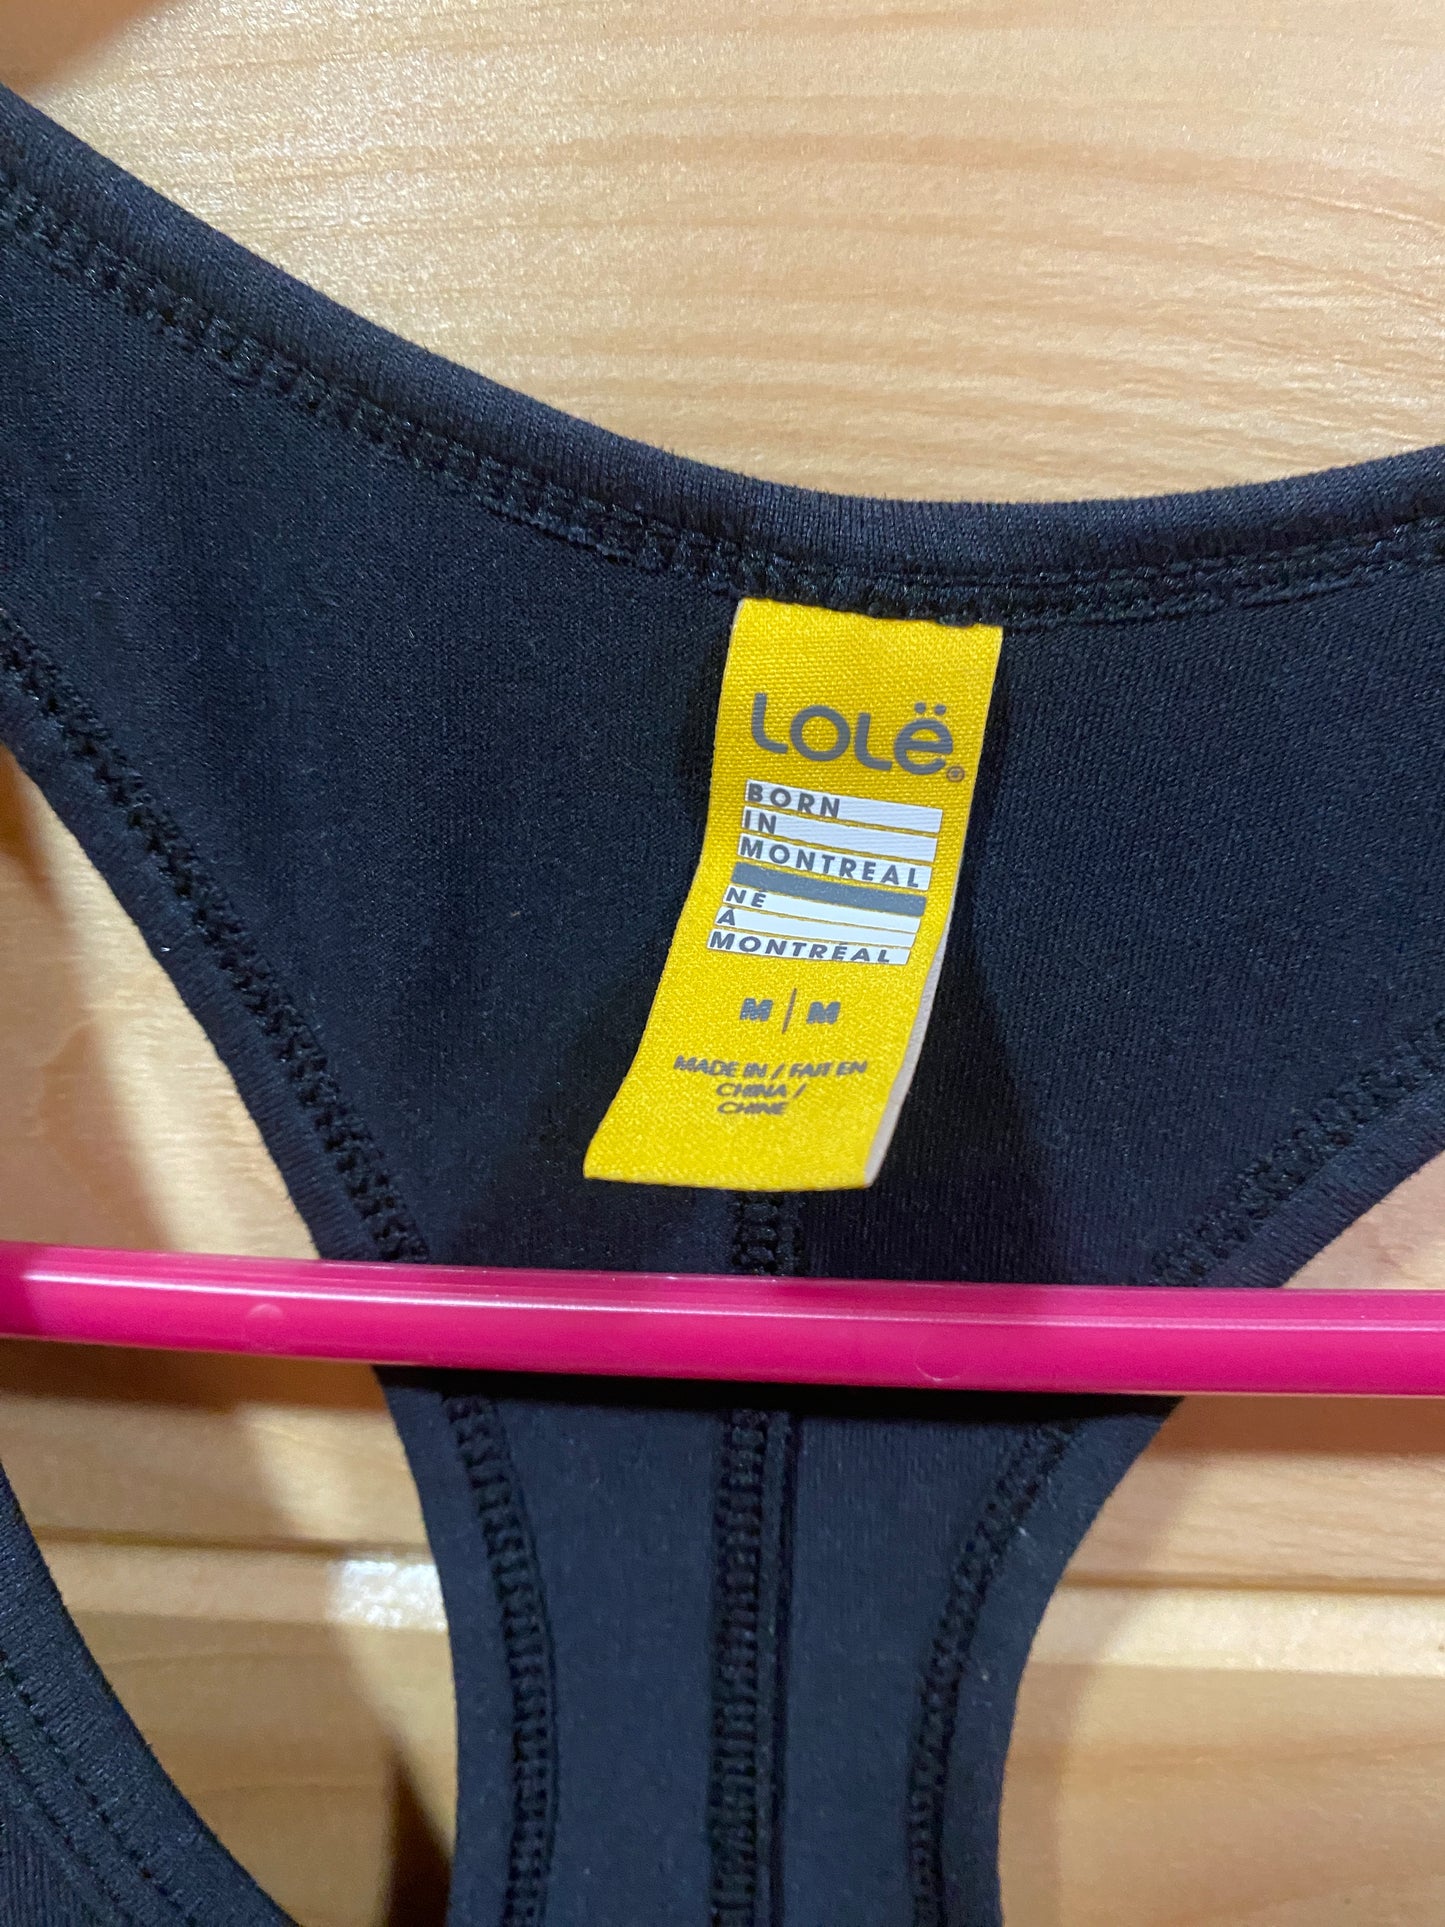 Lolë®
BORN
IN
MONTREAL
NÉ
À
MONTRÉAL
M | M
MADE IN / FAIT EN
CHINA /
CHINE